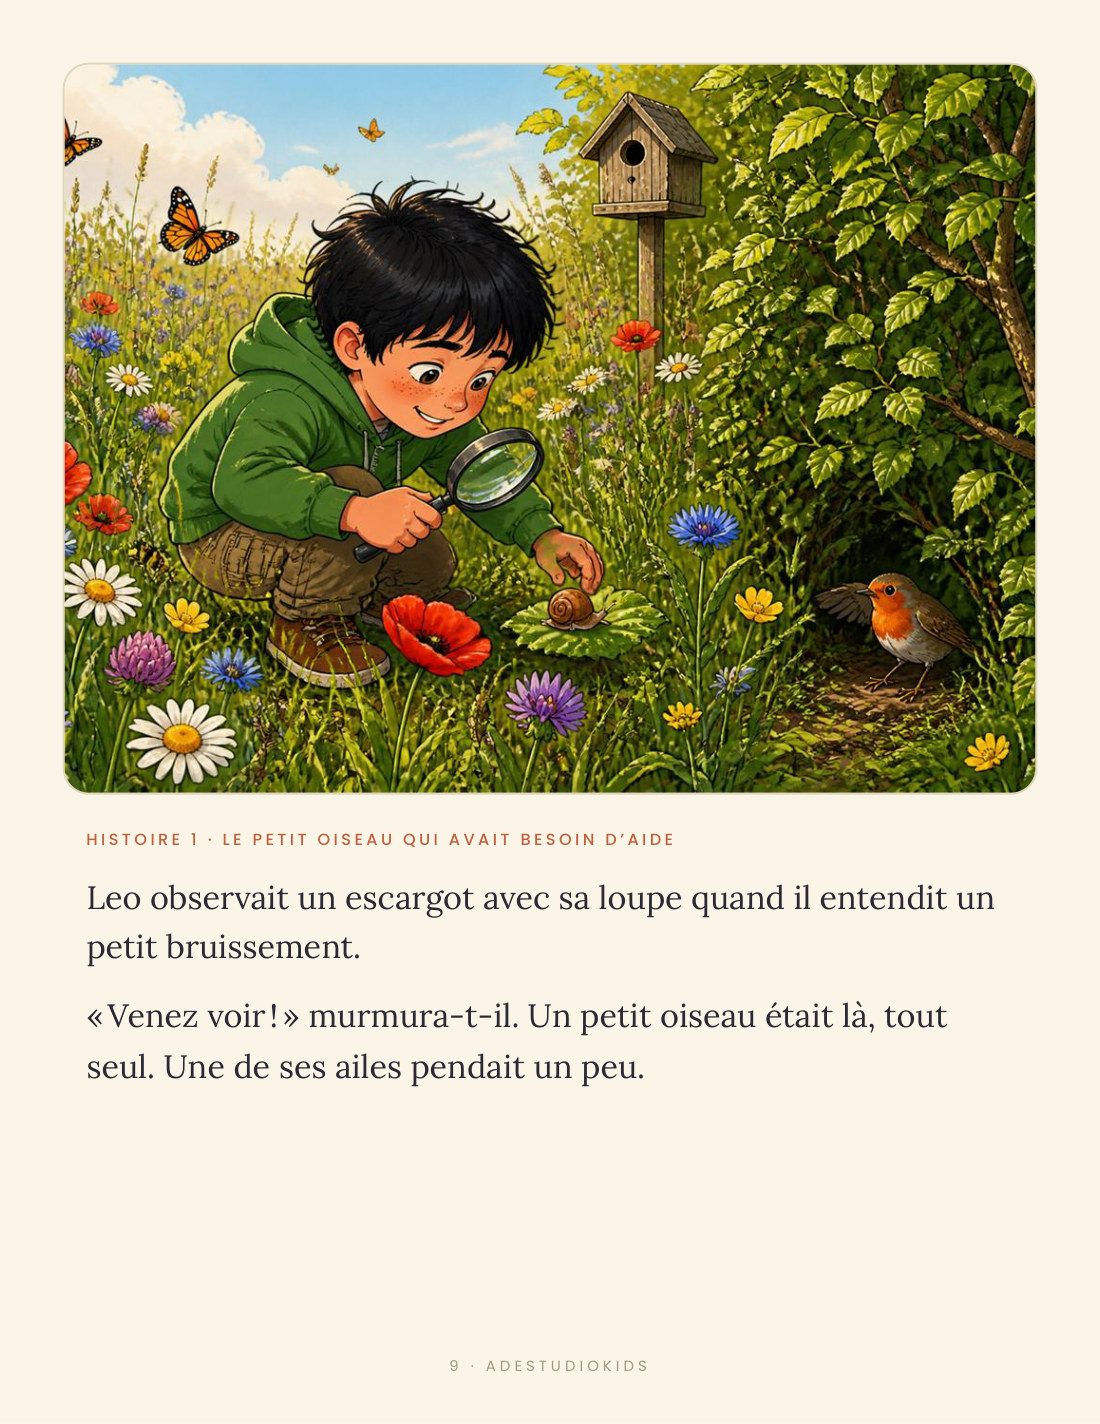 HISTOIRE 1 · LE PETIT OISEAU QUI AVAIT BESOIN D’AIDE
Leo observait un escargot avec sa loupe quand il entendit un
petit bruissement.
« Venez voir ! » murmura-t-il. Un petit oiseau était là, tout
seul. Une de ses ailes pendait un peu.
9 · ADESTUDIOKIDS